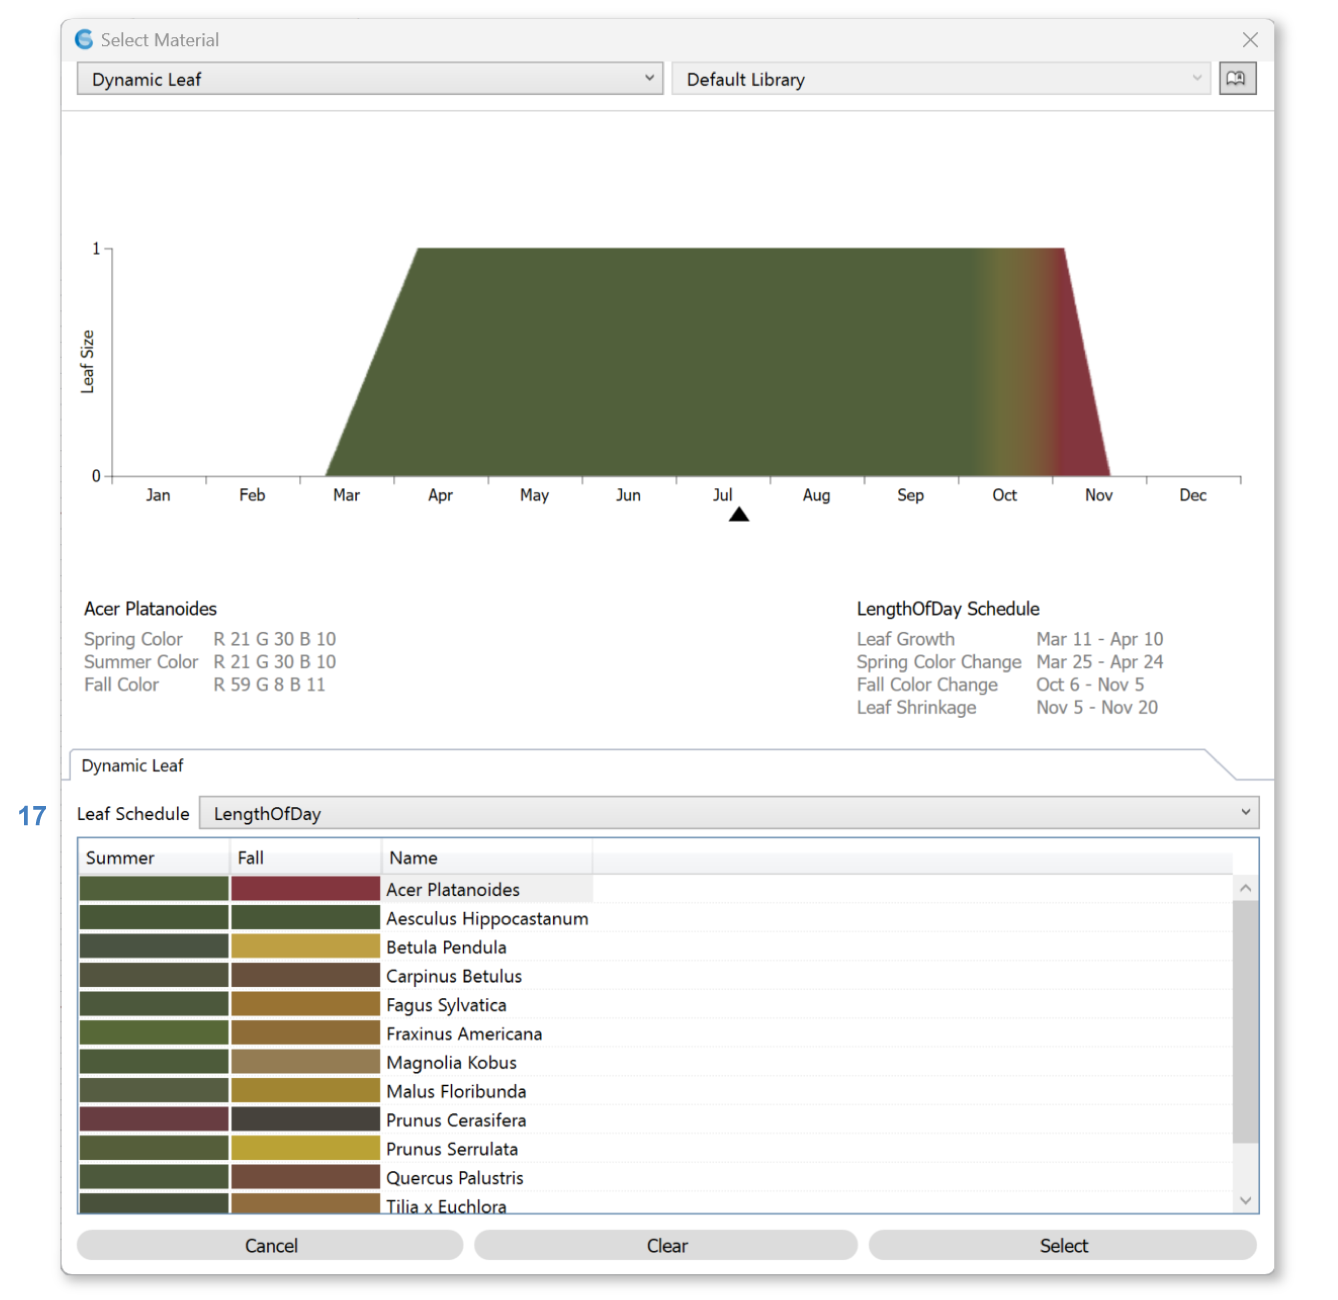 Select Material
Dynamic Leaf
Default Library
1
Leaf Size
0
Jan Feb Mar Apr May Jun Jul Aug Sep Oct Nov Dec
Acer Platanoides
Spring Color R 21 G 30 B 10
Summer Color R 21 G 30 B 10
Fall Color R 59 G 8 B 11
LengthOfDay Schedule
Leaf Growth Mar 11 - Apr 10
Spring Color Change Mar 25 - Apr 24
Fall Color Change Oct 6 - Nov 5
Leaf Shrinkage Nov 5 - Nov 20
Dynamic Leaf
17 Leaf Schedule LengthOfDay
Summer Fall Name
Acer Platanoides
Aesculus Hippocastanum
Betula Pendula
Carpinus Betulus
Fagus Sylvatica
Fraxinus Americana
Magnolia Kobus
Malus Floribunda
Prunus Cerasifera
Prunus Serrulata
Quercus Palustris
Tilia x Euchlora
Cancel Clear Select